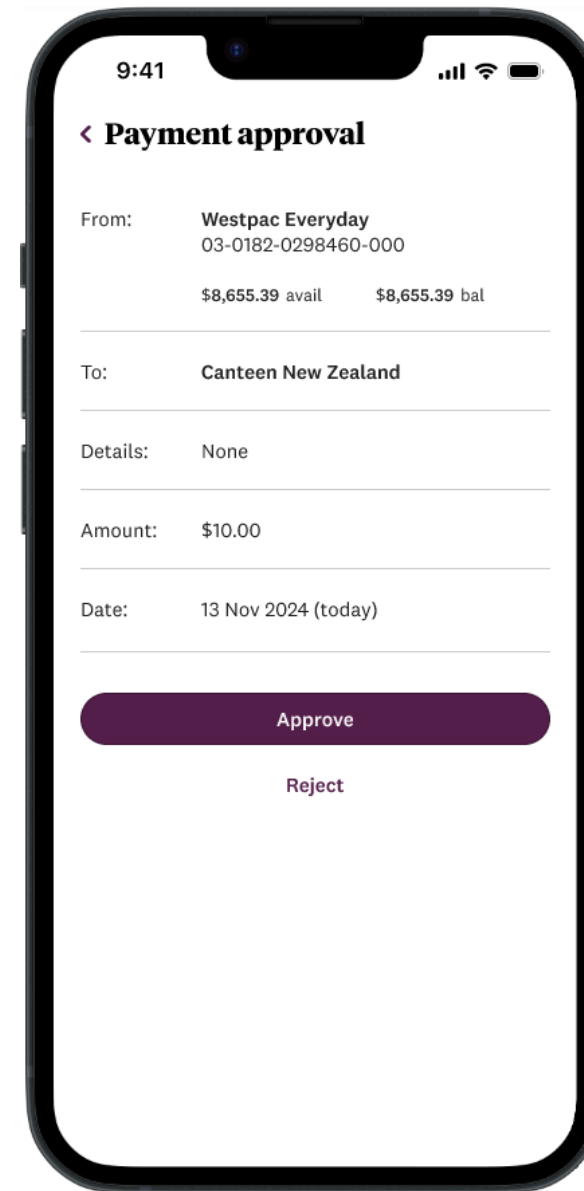 9:41
Payment approval
From: Westpac Everyday
03-0182-0298460-000
$8,655.39 avail $8,655.39 bal
To: Canteen New Zealand
Details: None
Amount: $10.00
Date: 13 Nov 2024 (today)
Approve
Reject